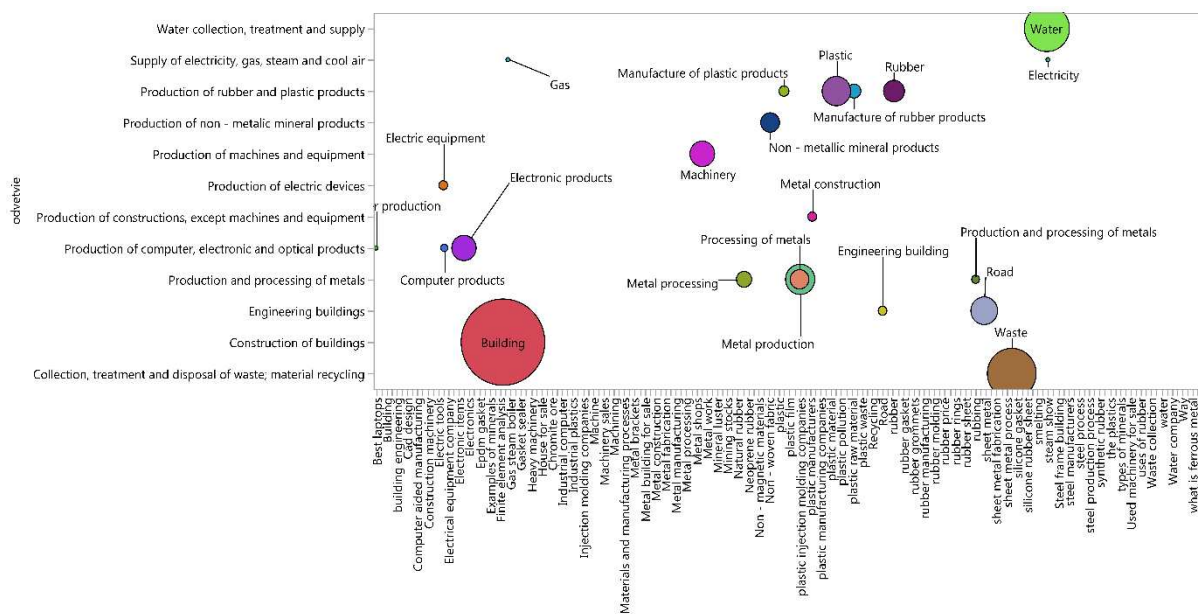 odvetvie
Water collection, treatment and supply
Supply of electricity, gas, steam and cool air
Production of rubber and plastic products
Production of non - metalic mineral products
Production of machines and equipment
Production of electric devices
Production of constructions, except machines and equipment
Production of computer, electronic and optical products
Production and processing of metals
Engineering buildings
Construction of buildings
Collection, treatment and disposal of waste; material recycling
Water
Gas
Electricity
Plastic
Manufacture of plastic products
Rubber
Manufacture of rubber products
Non - metallic mineral products
Electric equipment
Machinery
Electronic products
Metal construction
r production
Computer products
Processing of metals
Engineering building
Production and processing of metals
Metal processing
Road
Metal production
Building
Waste
Best laptops
Building
building engineering
Cad design
Computer aided manufacturing
Construction machinery
Electric tools
Electrical equipment company
Electronic items
Electronics
Epdm gasket
Examples of minerals
Finite element analysis
Gas steam boiler
Gasket sealer
Heavy machinery
House for sale
Chromite ore
Industrial computer
Industrial plastics
Injection molding companies
Machine
Machinery sales
Machining
Materials and manufacturing processes
Metal brackets
Metal building for sale
Metal construction
Metal fabrication
Metal manufacturing
Metal processing
Metal shops
Metal work
Mineral luster
Mining rocks
Natural rubber
Neoprene rubber
Non - magnetic materials
Non - woven fabric
plastic
plastic film
plastic injection molding companies
plastic manufacturers
plastic manufacturing companies
plastic material
plastic polution
plastic raw material
plastic waste
Recycling
Road
rubber
rubber gasket
rubber grommets
rubber manufacturing
rubber molding
rubber price
rubber rings
rubber sheet
rubbing
sheet metal
sheet metal fabrication
sheet metal process
silicone gasket
silicone rubber sheet
smlting
steam show
Steel frame building
steel manufacturers
steel process
steel production process
synthetic rubber
the plastics
types of minerals
Used machinery for sale
uses of rubber
Waste collection
water
Water company
Way
what is ferrous metal